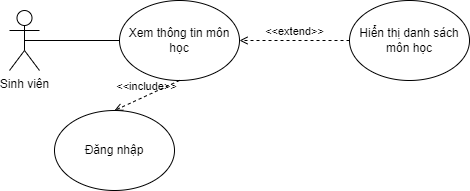 Xem thông tin môn
học
<<extend>>
Hiển thị danh sách
môn học
Sinh viên
<<include>>
Đăng nhập